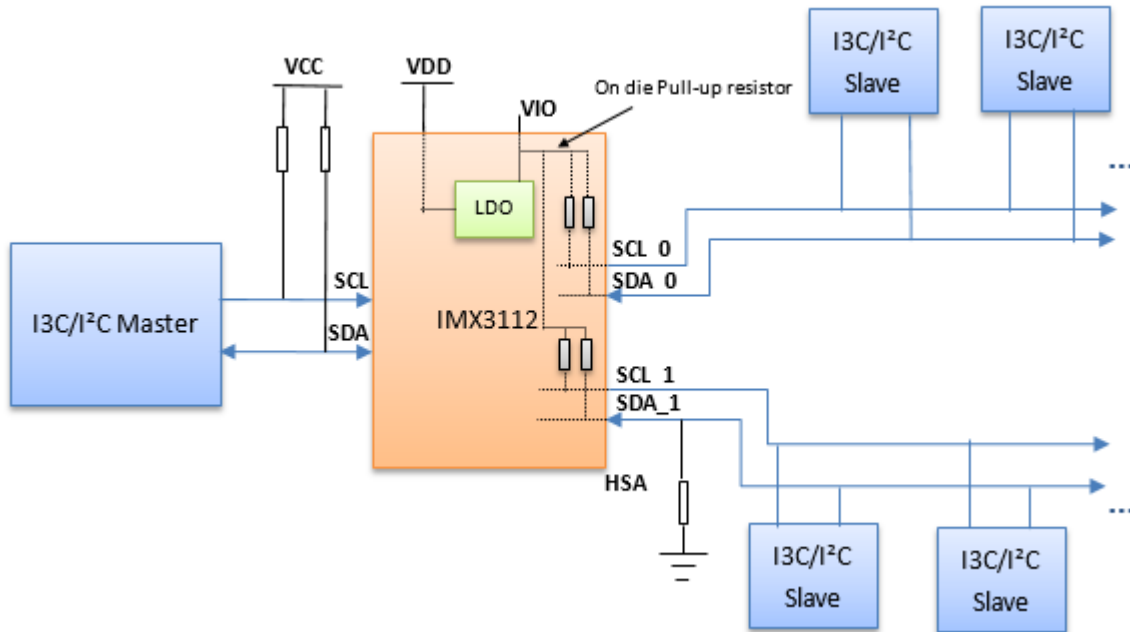 I3C/I²C
Slave
I3C/I²C
Slave
VCC
VDD
On die Pull-up resistor
VIO
...
LDO
SCL_0
SCL
SDA_0
I3C/I²C Master
IMX3112
SDA
SCL_1
SDA_1
HSA
...
I3C/I²C
Slave
I3C/I²C
Slave